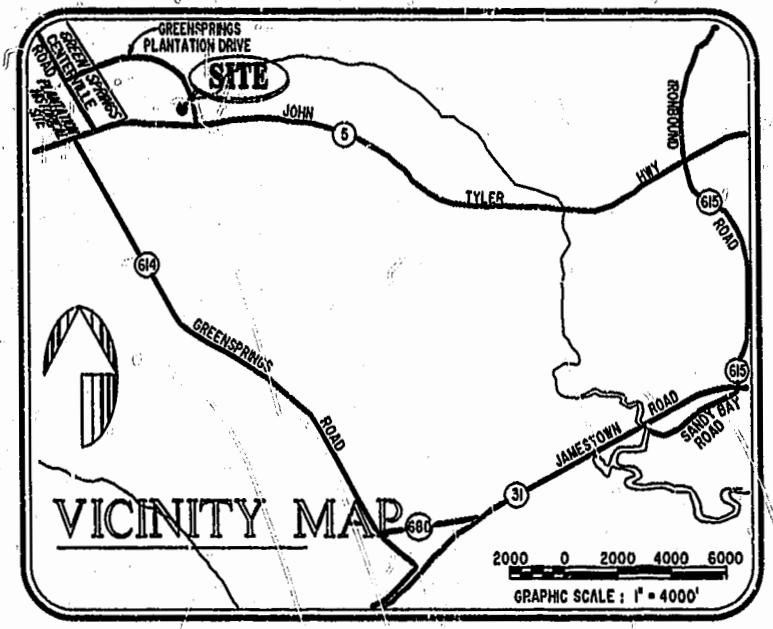 GREENSPRINGS
PLANTATION DRIVE
GREEN SPRINGS
CENTERVILLE
ROAD
PLANTATION
HISTORICAL
SITE
SITE
JOHN
5
TYLER
HWY
IRONBOUND
615
ROAD
614
GREENSPRINGS
ROAD
615
JAMESTOWN
ROAD
SANDY BAY
ROAD
31
680
VICINITY MAP
2000 0 2000 4000 6000
GRAPHIC SCALE : 1" = 4000'